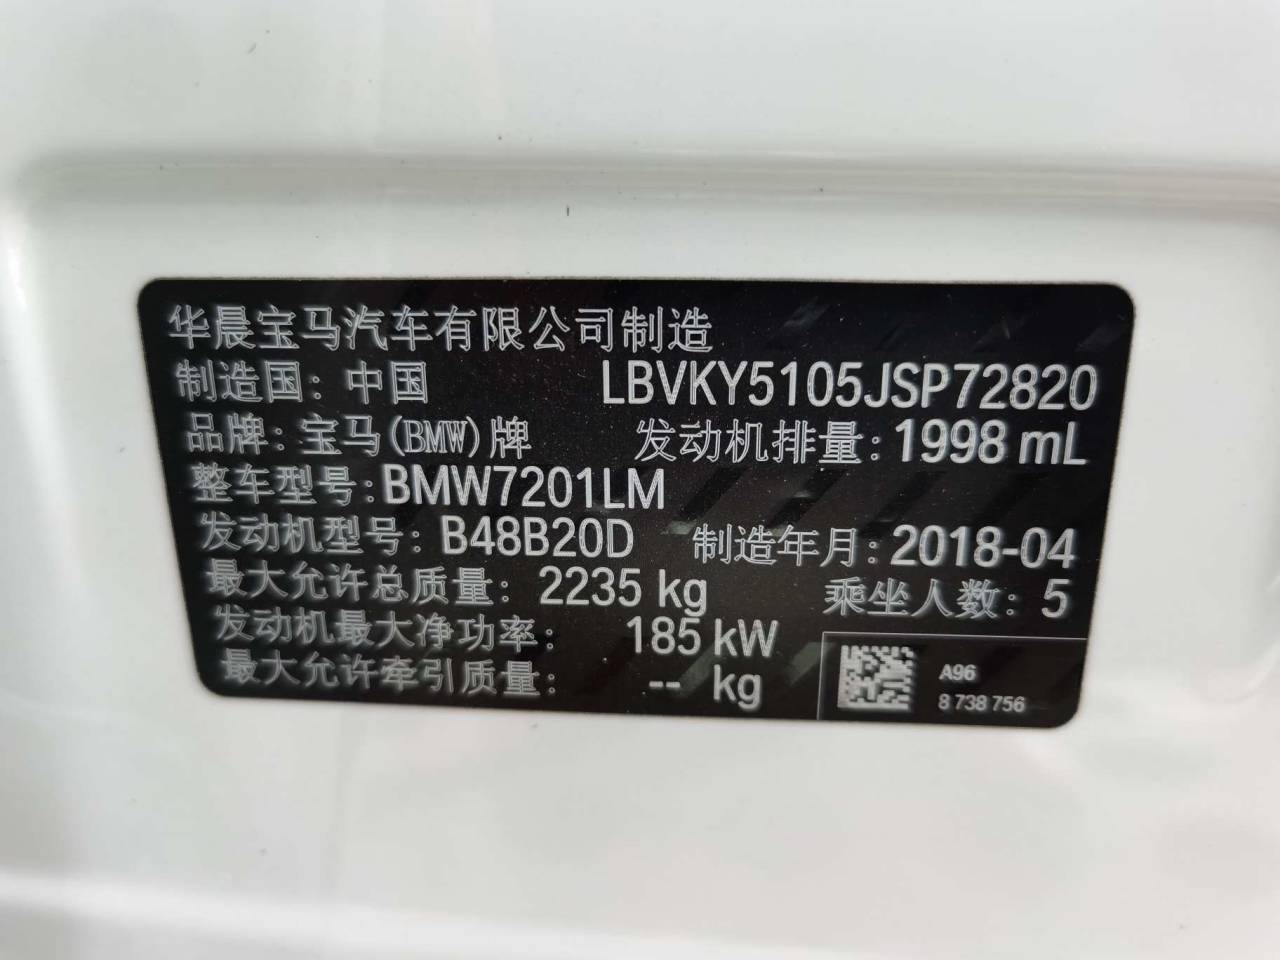 华晨宝马汽车有限公司制造
制造国：中国 LBVKY5105JSP72820
品牌：宝马(BMW)牌 发动机排量：1998 mL
整车型号：BMW7201LM
发动机型号：B48B20D 制造年月：2018-04
最大允许总质量：2235 kg 乘坐人数：5
发动机最大净功率：185 kW
最大允许牵引质量：-- kg
A96
8 738 756